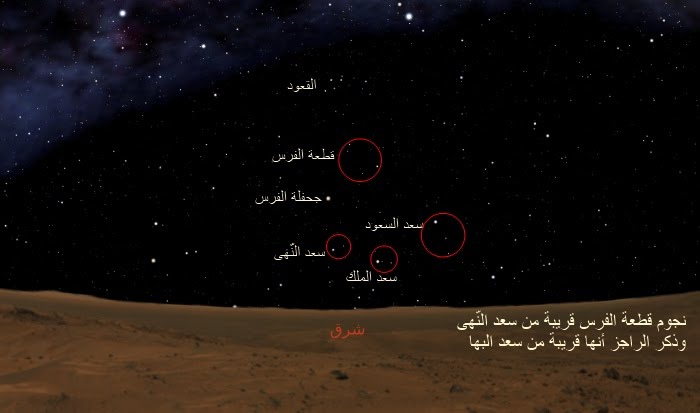 القعود
قطعة الفرس
جحفلة الفرس
سعد السعود
سعد النّهى
سعد الملك
شرق
نجوم قطعة الفرس قريبة من سعد النّهى
وذكر الراجز أنها قريبة من سعد البها